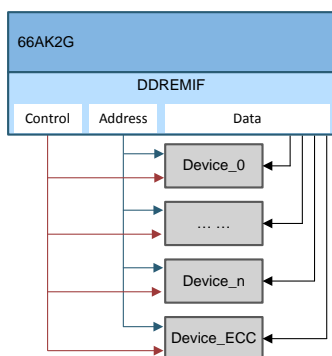 66AK2G
DDREMIF
Control Address Data
Device_0
... ...
Device_n
Device_ECC